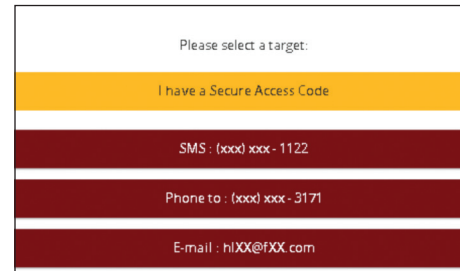 Please select a target:
I have a Secure Access Code
SMS : (xxx) xxx - 1122
Phone to : (xxx) xxx - 3171
E-mail : hlXX@fXX.com